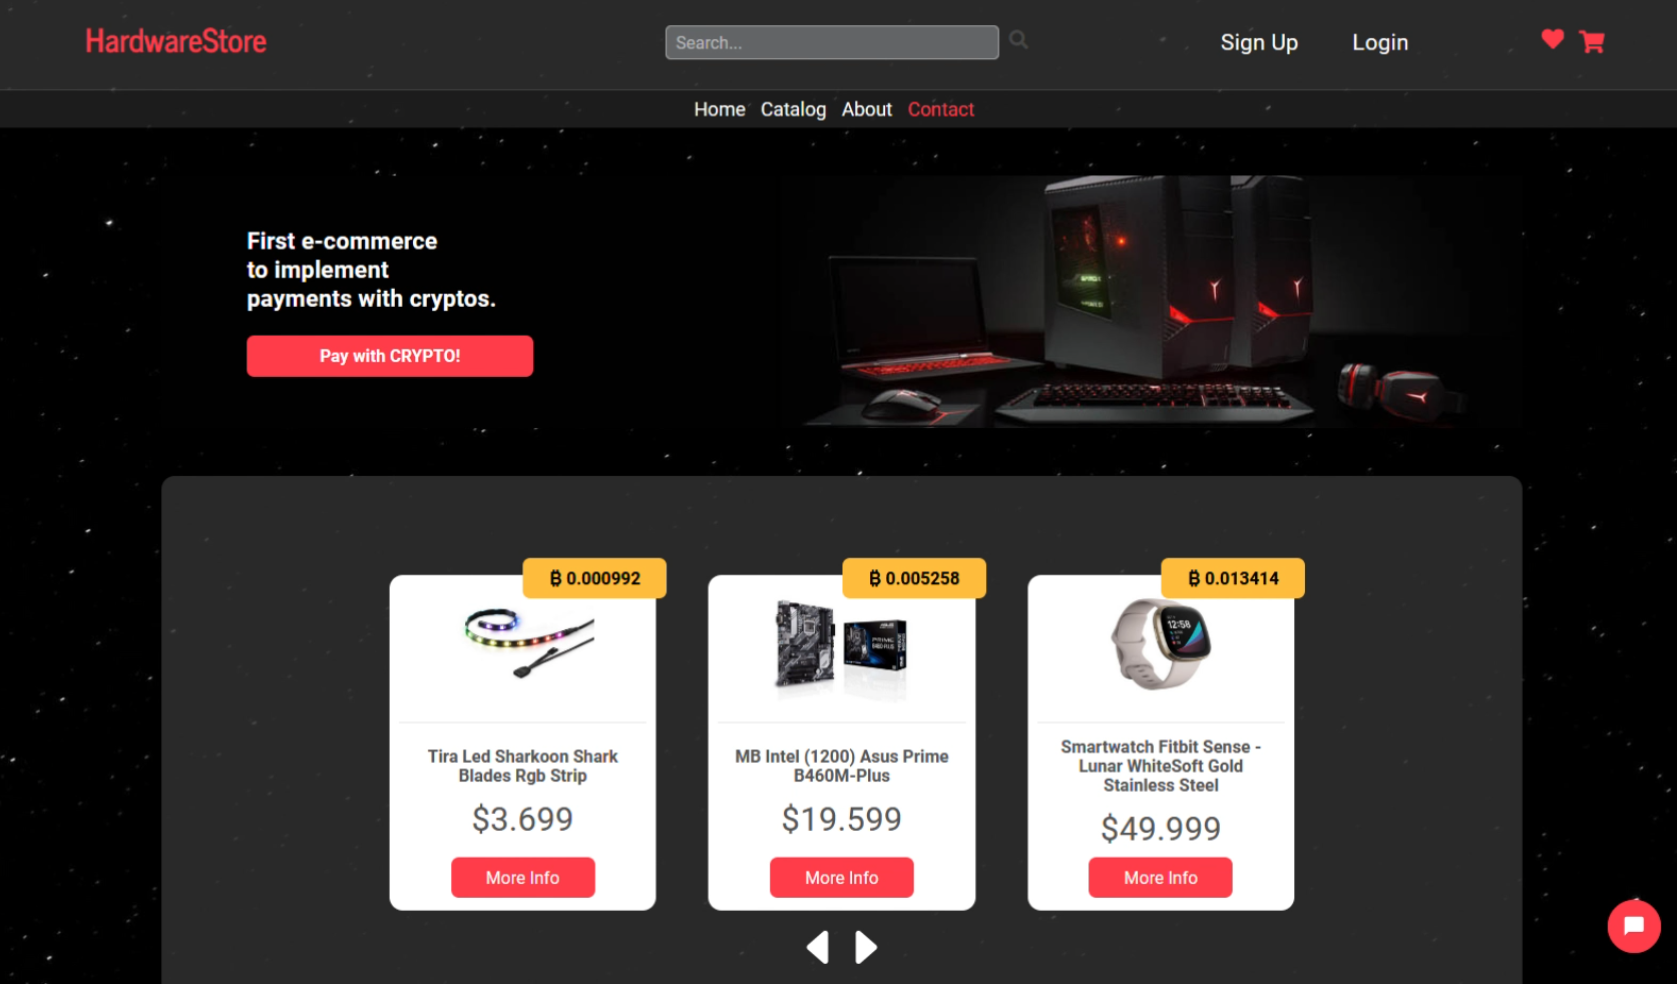 HardwareStore
Search...
Sign Up
Login
Home
Catalog
About
Contact
First e-commerce
to implement
payments with cryptos.
Pay with CRYPTO!
₿ 0.000992
Tira Led Sharkoon Shark
Blades Rgb Strip
$3.699
More Info
₿ 0.005258
PRIME
MB Intel (1200) Asus Prime
B460M-Plus
$19.599
More Info
₿ 0.013414
12:58
Smartwatch Fitbit Sense -
Lunar WhiteSoft Gold
Stainless Steel
$49.999
More Info